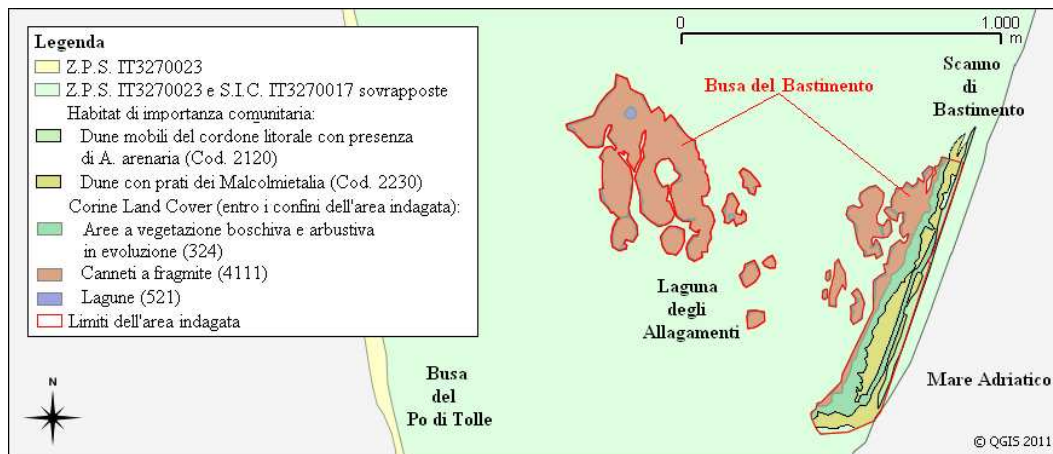 Legenda
Z.P.S. IT3270023
Z.P.S. IT3270023 e S.I.C. IT3270017 sovrapposte
Habitat di importanza comunitaria:
Dune mobili del cordone litorale con presenza
di A. arenaria (Cod. 2120)
Dune con prati dei Malcolmietalia (Cod. 2230)
Corine Land Cover (entro i confini dell'area indagata):
Aree a vegetazione boschiva e arbustiva
in evoluzione (324)
Canneti a fragmite (4111)
Lagune (521)
Limiti dell'area indagata
N
0
1.000
m
Scanno
di
Bastimento
Busa del Bastimento
Laguna
degli
Allagamenti
Busa
del
Po di Tolle
Mare Adriatico
© QGIS 2011